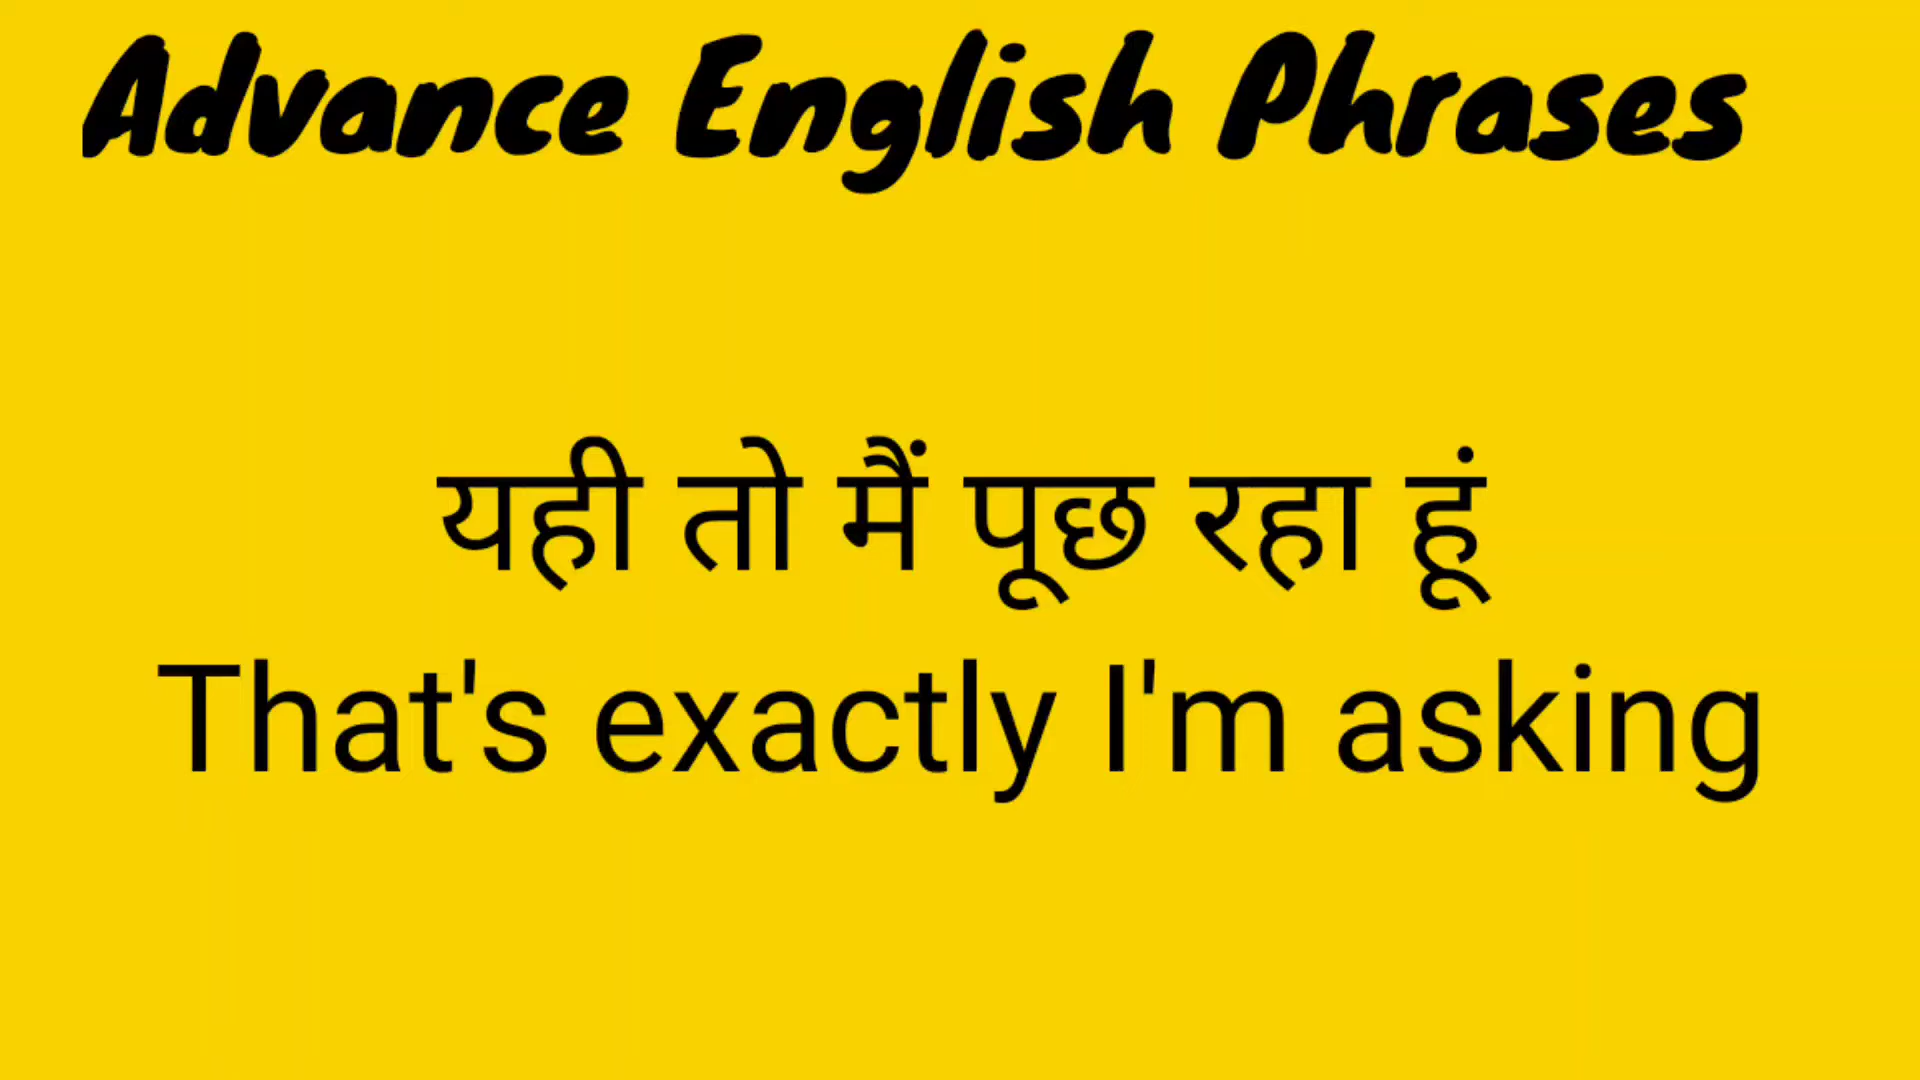 Advance English Phrases
यही तो मैं पूछ रहा हूं
That's exactly I'm asking